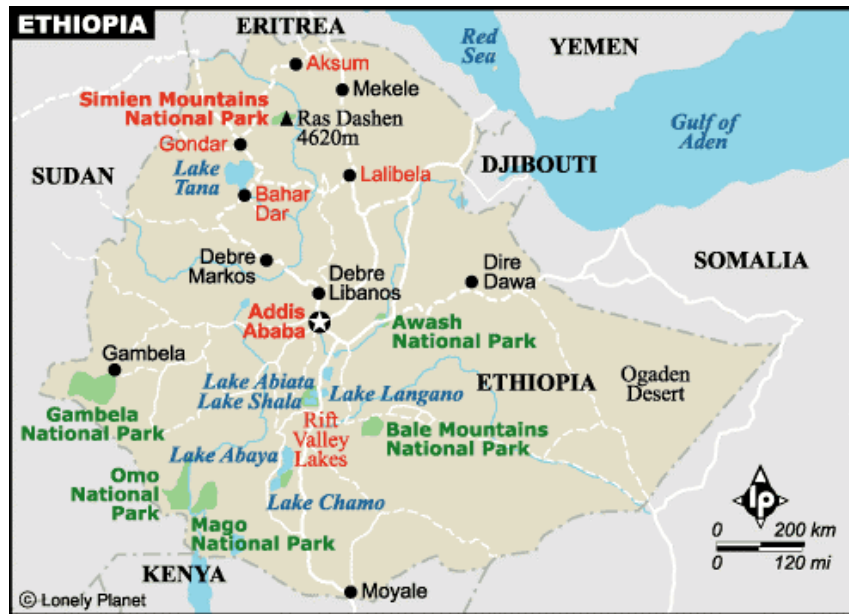 ETHIOPIA
ERITREA
Red
Sea
YEMEN
Aksum
Mekele
Simien Mountains
National Park
Ras Dashen
4620m
Gulf of
Aden
Gondar
DJIBOUTI
SUDAN
Lake
Tana
Lalibela
Bahar
Dar
Debre
Markos
Debre
Libanos
Dire
Dawa
SOMALIA
Addis
Ababa
Awash
National Park
Gambela
Lake Abiata
Lake Shala
Lake Langano
ETHIOPIA
Ogaden
Desert
Gambela
National Park
Rift
Valley
Lakes
Bale Mountains
National Park
Lake Abaya
Omo
National
Park
Lake Chamo
Mago
National Park
lp
0 200 km
0 120 mi
KENYA
Moyale
© Lonely Planet